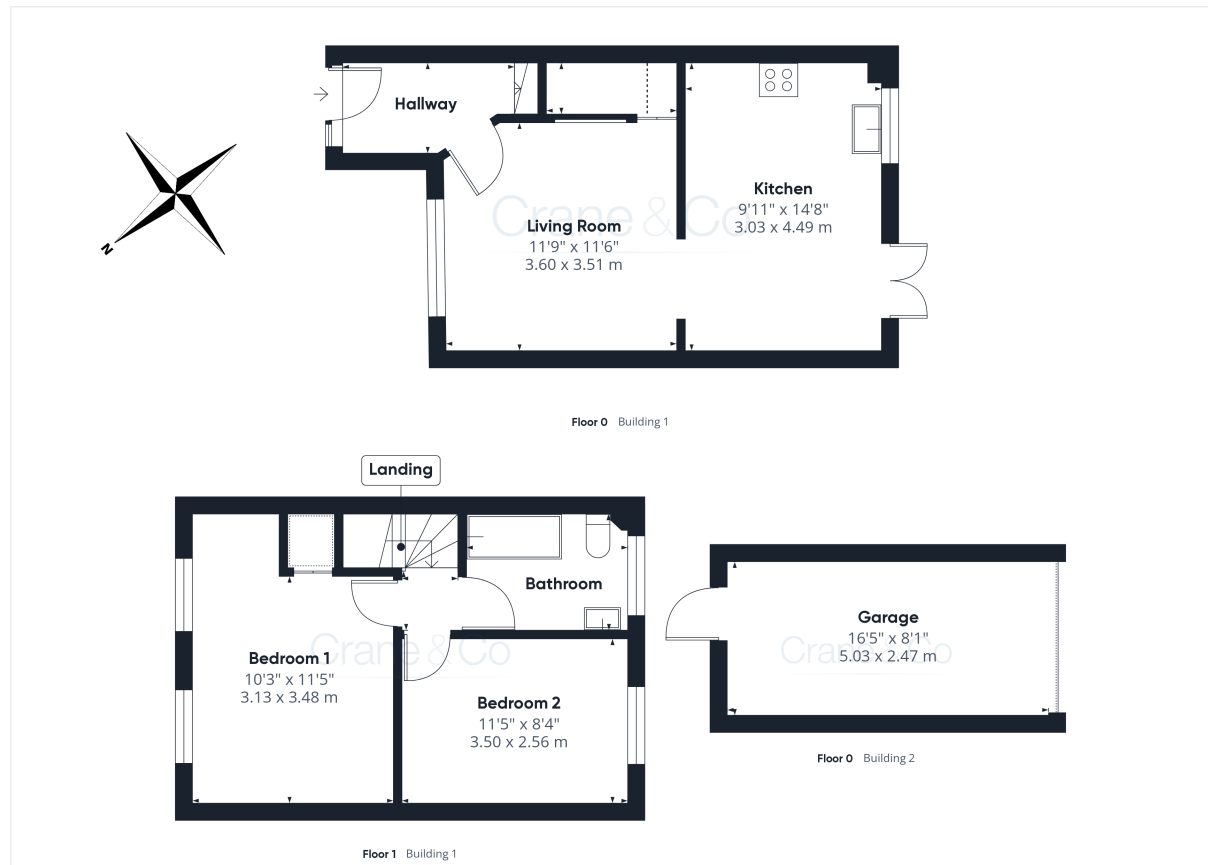 Hallway
Kitchen
9'11" x 14'8"
3.03 x 4.49 m
Crane & Co
Living Room
11'9" x 11'6"
3.60 x 3.51 m
N
Floor 0 Building 1
Landing
Bathroom
Bedroom 1
10'3" x 11'5"
3.13 x 3.48 m
Crane & Co
Bedroom 2
11'5" x 8'4"
3.50 x 2.56 m
Garage
16'5" x 8'1"
5.03 x 2.47 m
Crane & Co
Floor 0 Building 2
Floor 1 Building 1